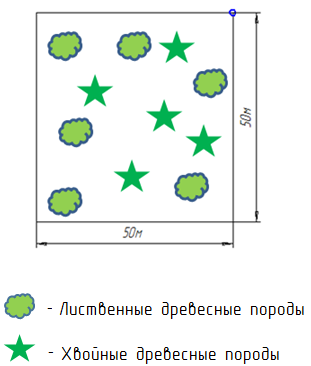 50м
50м
- Лиственные древесные породы
- Хвойные древесные породы